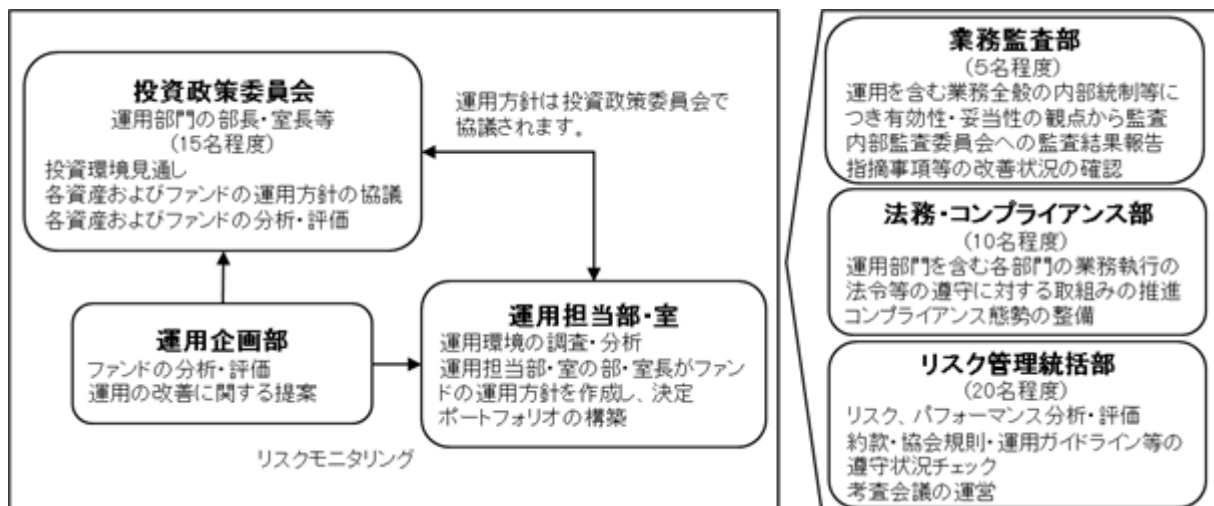 投資政策委員会
運用部門の部長・室長等
(15名程度)
投資環境見通し
各資産およびファンドの運用方針の協議
各資産およびファンドの分析・評価
運用方針は投資政策委員会で
協議されます。
運用企画部
ファンドの分析・評価
運用の改善に関する提案
運用担当部・室
運用環境の調査・分析
運用担当部・室の部・室長がファン
ドの運用方針を作成し、決定
ポートフォリオの構築
リスクモニタリング
業務監査部
(5名程度)
運用を含む業務全般の内部統制等に
つき有効性・妥当性の観点から監査
内部監査委員会への監査結果報告
指摘事項等の改善状況の確認
法務・コンプライアンス部
(10名程度)
運用部門を含む各部門の業務執行の
法令等の遵守に対する取組みの推進
コンプライアンス態勢の整備
リスク管理統括部
(20名程度)
リスク、パフォーマンス分析・評価
約款・協会規則・運用ガイドライン等の
遵守状況チェック
考査会議の運営